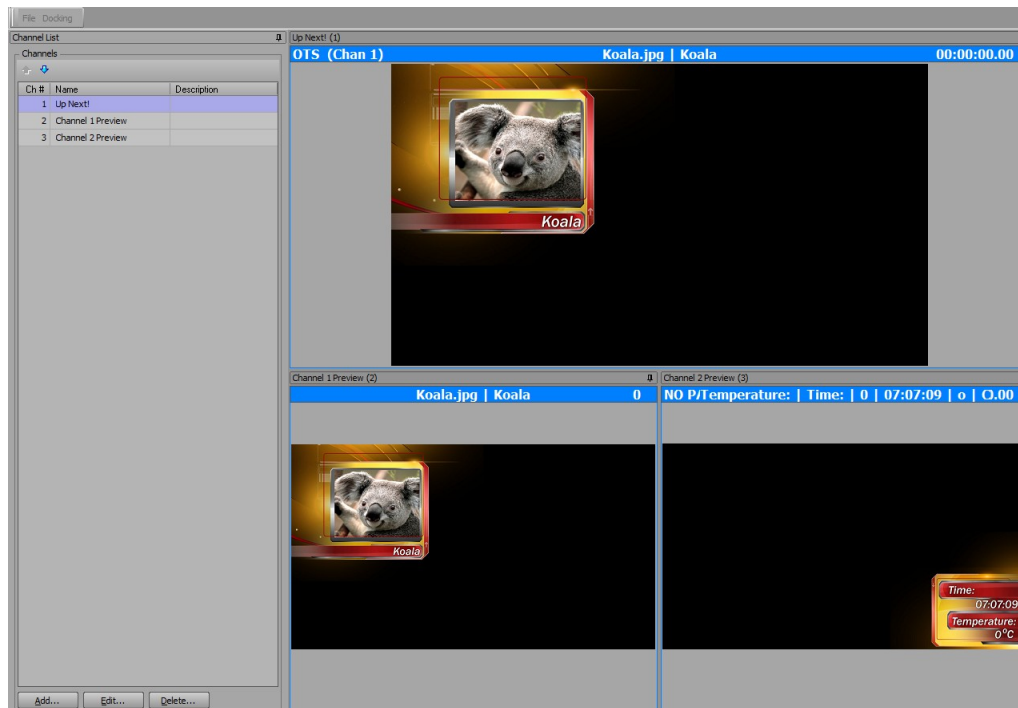 File Docking
Channel List
Up Next! (1)
Channels
OTS (Chan 1) Koala.jpg | Koala 00:00:00.00
Ch # Name Description
1 Up Next!
2 Channel 1 Preview
3 Channel 2 Preview
Koala
Channel 1 Preview (2)
Channel 2 Preview (3)
Koala.jpg | Koala 0
NO P/Temperature: | Time: | 0 | 07:07:09 | o |
Koala
Time:
07:07:09
Temperature:
0°C
Add... Edit... Delete...